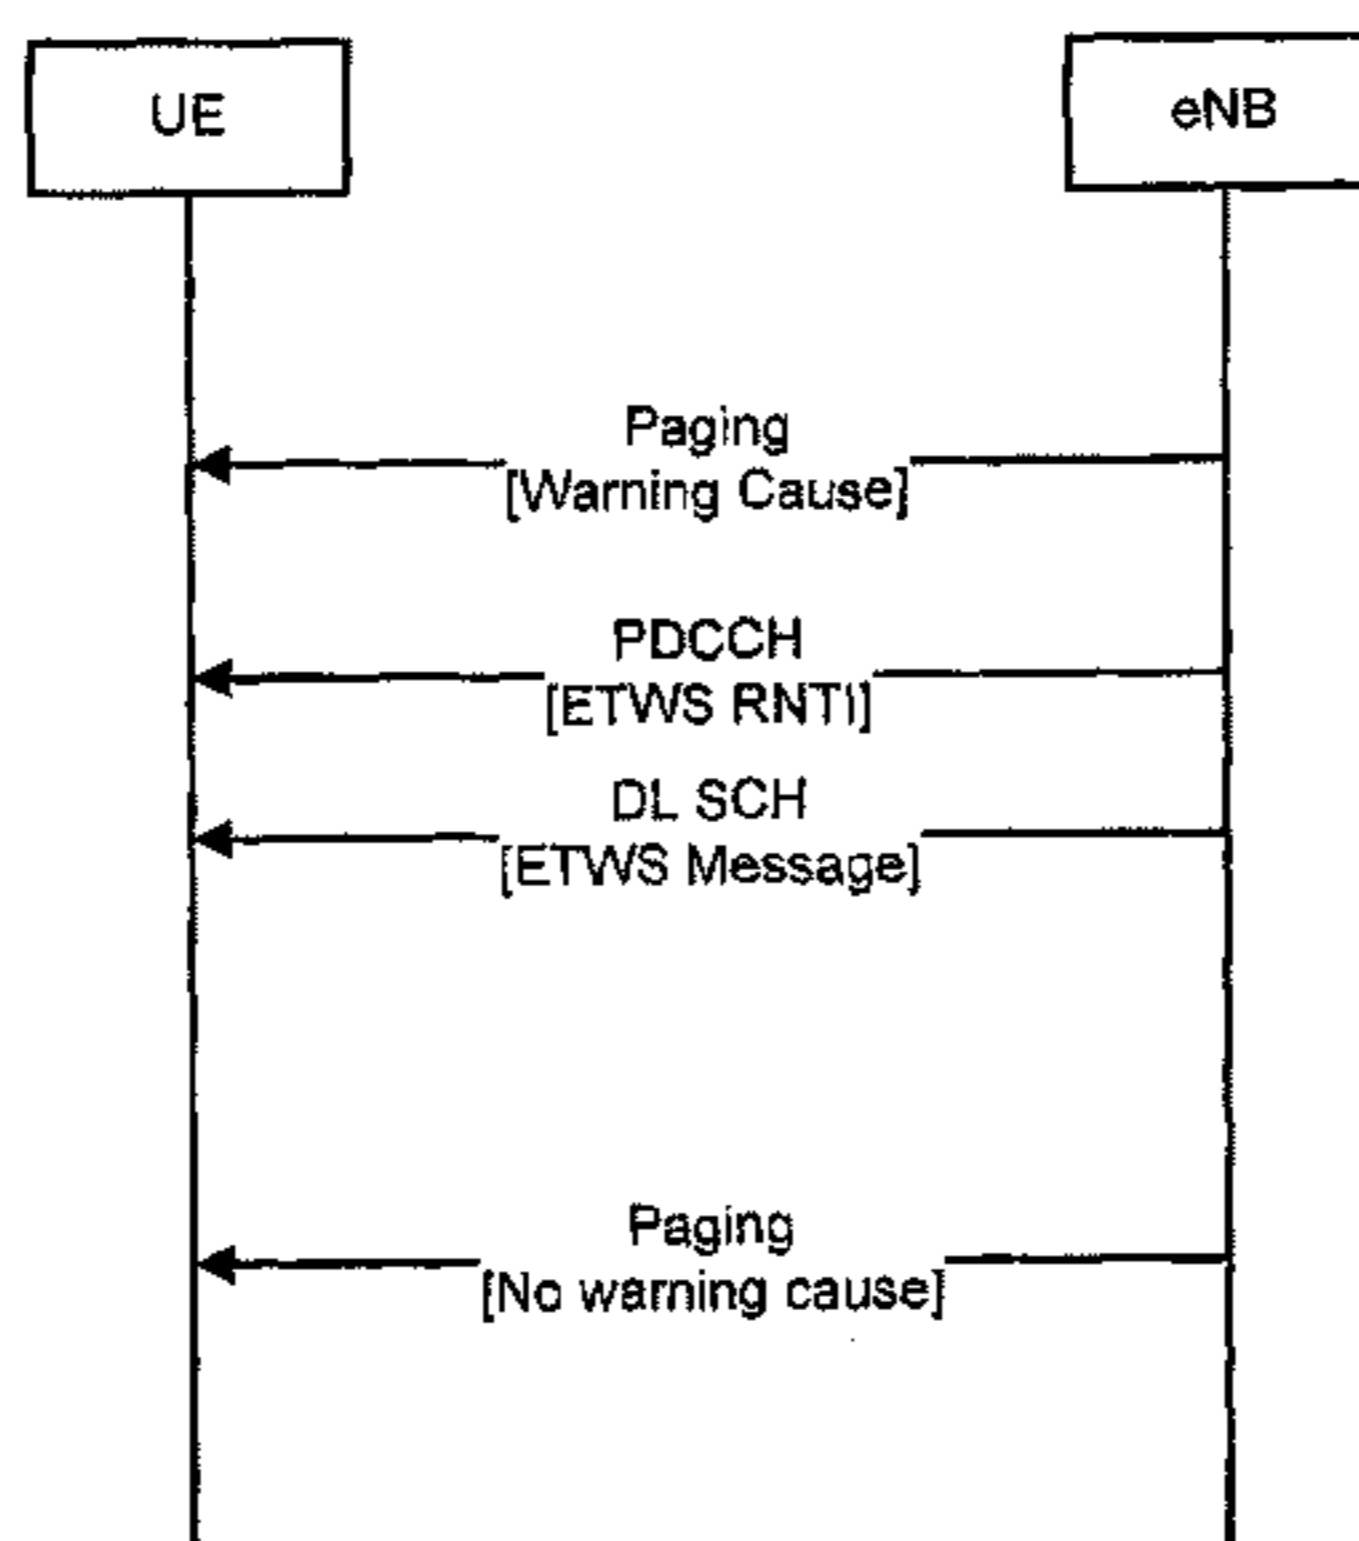 UE
eNB
Paging
[Warning Cause]
PDCCH
[ETWS RNTI]
DL SCH
[ETWS Message]
Paging
[No warning cause]